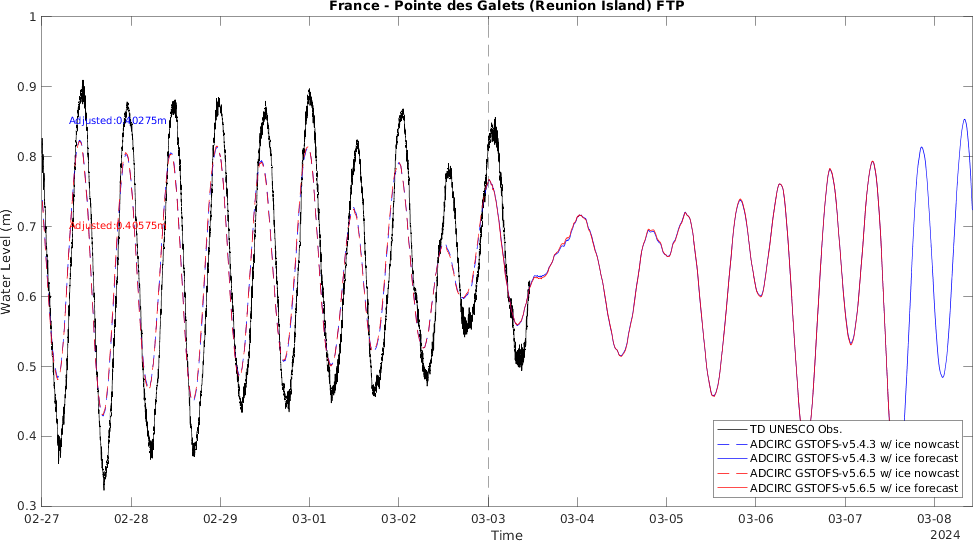 France - Pointe des Galets (Reunion Island) FTP
1
0.9
0.8
0.7
0.6
0.5
0.4
0.3
Water Level (m)
Adjusted:0.40275m
Adjusted:0.40575m
TD UNESCO Obs.
ADCIRC GSTOFS-v5.4.3 w/ ice nowcast
ADCIRC GSTOFS-v5.4.3 w/ ice forecast
ADCIRC GSTOFS-v5.6.5 w/ ice nowcast
ADCIRC GSTOFS-v5.6.5 w/ ice forecast
02-27 02-28 02-29 03-01 03-02 03-03 03-04 03-05 03-06 03-07 03-08
Time
2024